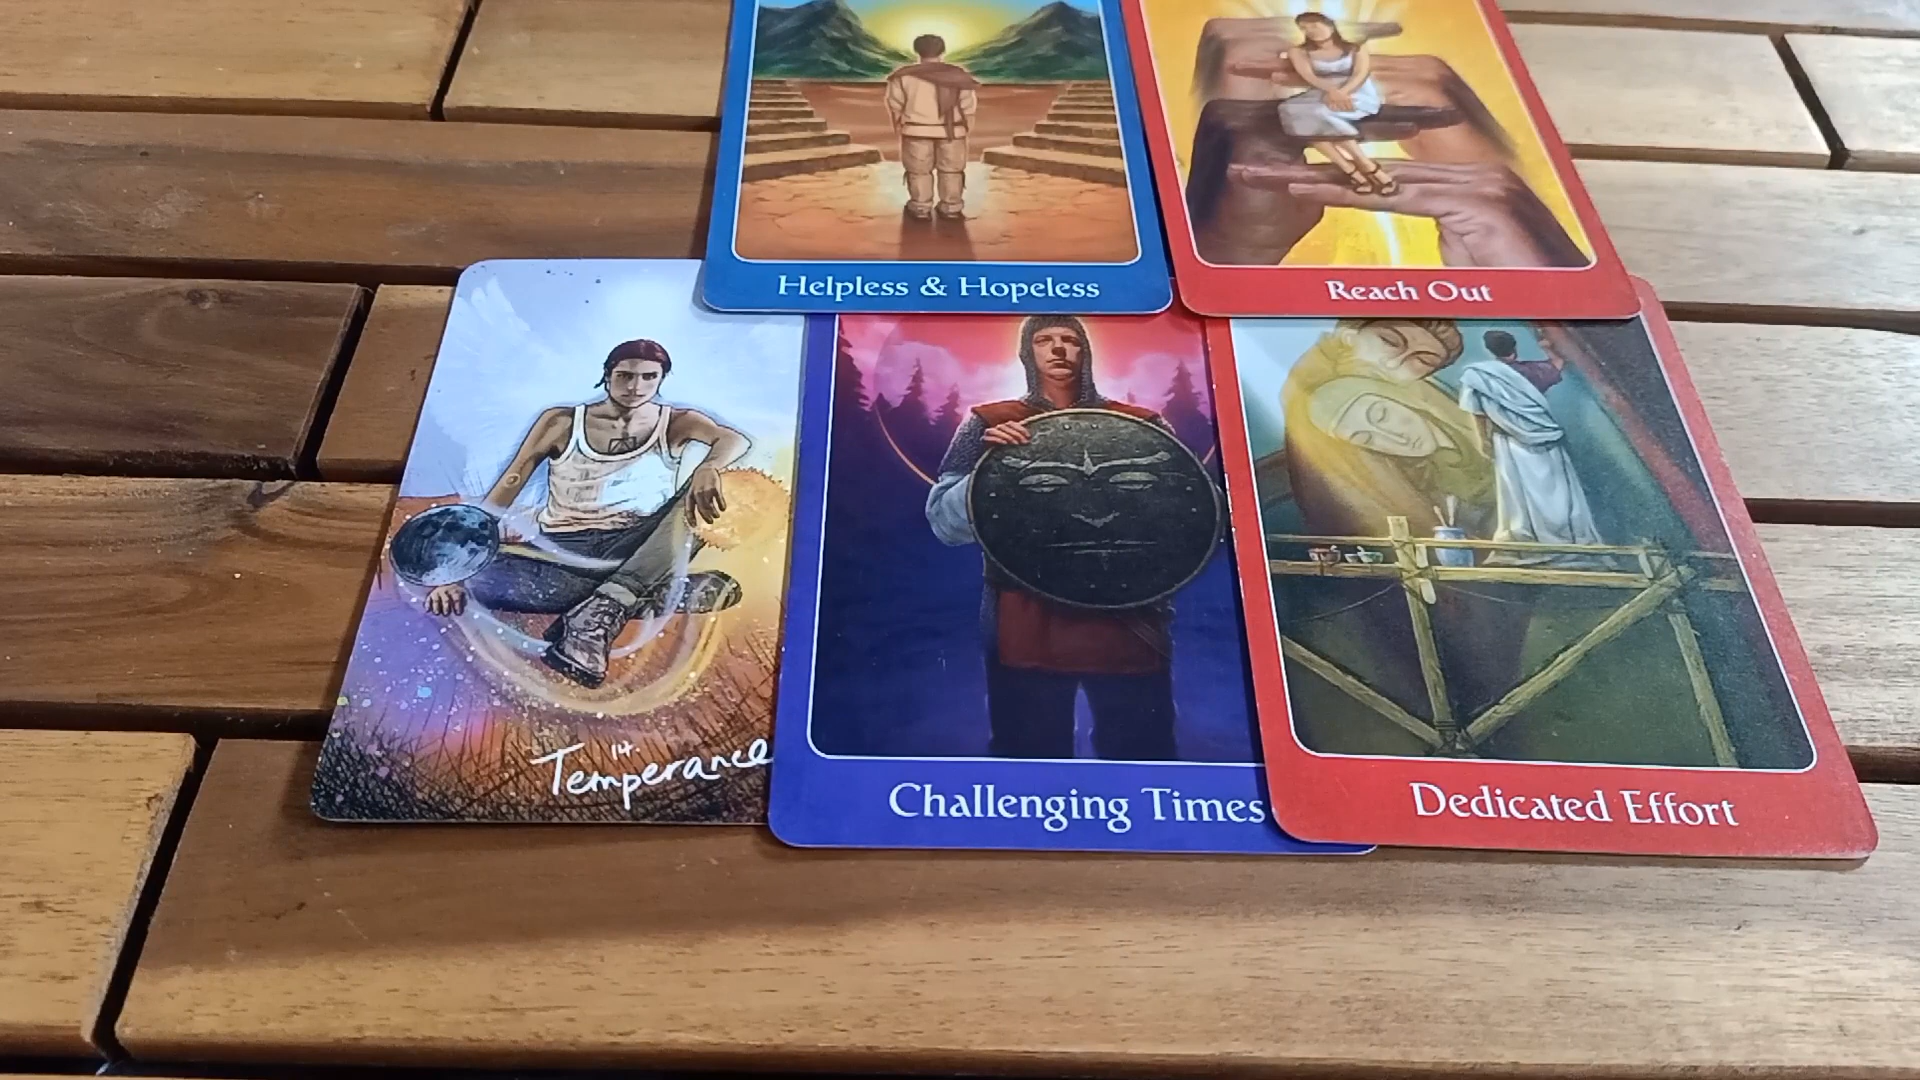 Helpless & Hopeless
Reach Out
14.
Temperance
Challenging Times
Dedicated Effort